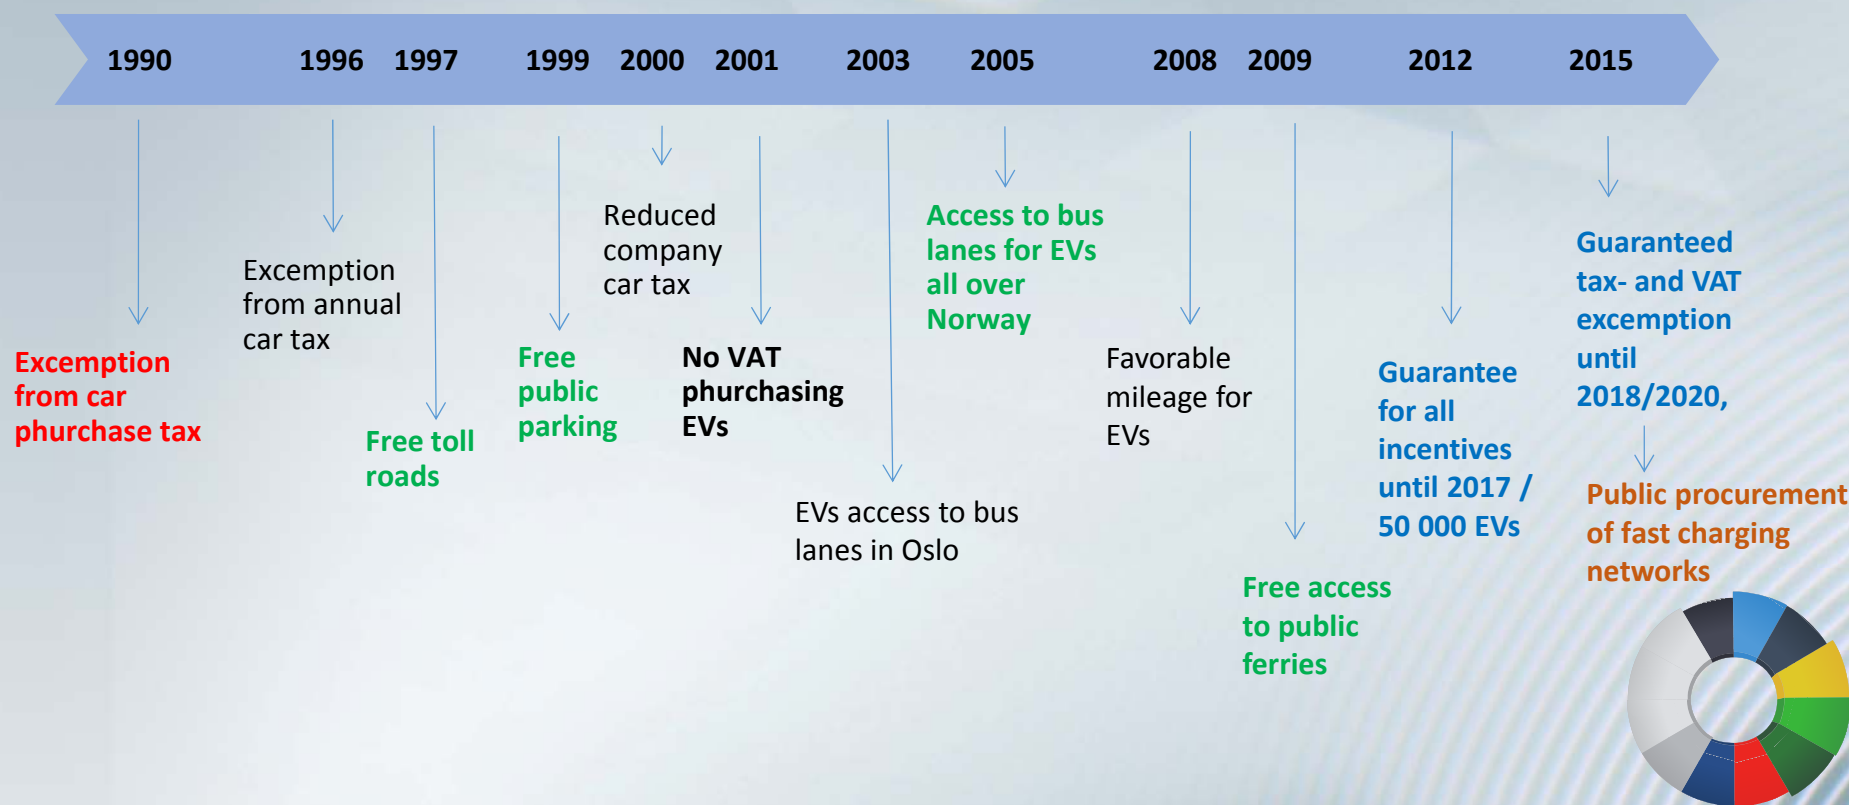 1990 1996 1997 1999 2000 2001 2003 2005 2008 2009 2012 2015
Excemption
from car
phurchase tax
Excemption
from annual
car tax
Free toll
roads
Free
public
parking
Reduced
company
car tax
No VAT
phurchasing
EVs
EVs access to bus
lanes in Oslo
Access to bus
lanes for EVs
all over
Norway
Favorable
mileage for
EVs
Free access
to public
ferries
Guarantee
for all
incentives
until 2017 /
50 000 EVs
Guaranteed
tax- and VAT
excemption
until
2018/2020,
Public procurement
of fast charging
networks